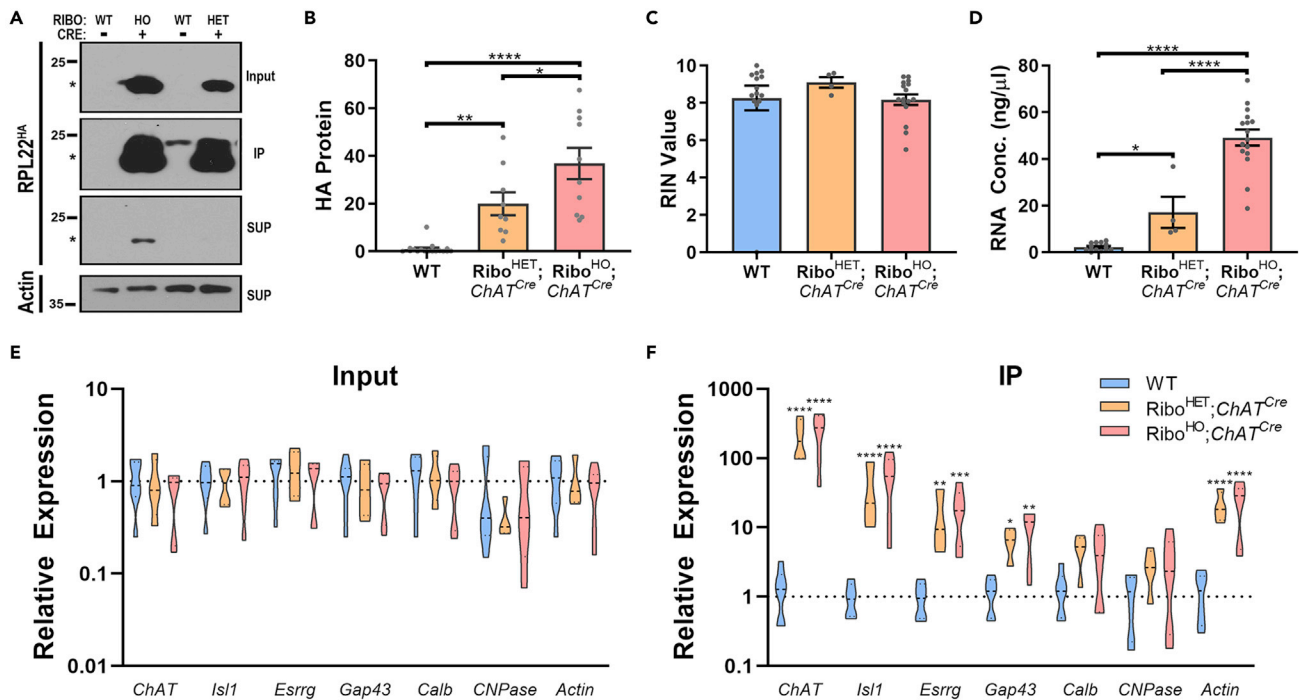 A
RIBO: WT HO WT HET
CRE: - + - +
25
*
Input
25
*
IP
25
*
SUP
35
SUP
RPL22HA
Actin
B
HA Protein
80
60
40
20
0
****
*
**
WT
RiboHET; ChATCre
RiboHO; ChATCre
C
RIN Value
10
8
6
4
2
0
WT
RiboHET; ChATCre
RiboHO; ChATCre
D
RNA Conc. (ng/µl)
80
60
40
20
0
****
****
*
WT
RiboHET; ChATCre
RiboHO; ChATCre
E
Input
Relative Expression
10
1
0.1
0.01
ChAT Isl1 Esrrg Gap43 Calb CNPase Actin
F
IP
WT
RiboHET;ChATCre
RiboHO;ChATCre
Relative Expression
1000
100
10
1
0.1
**** ****
**** ****
** ***
* **
**** ****
ChAT Isl1 Esrrg Gap43 Calb CNPase Actin